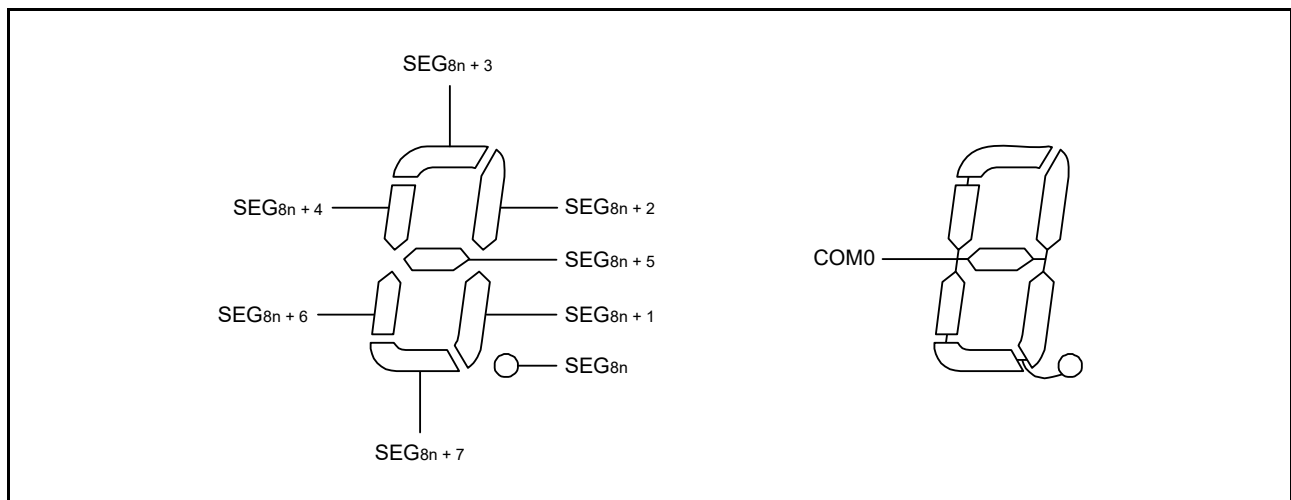 SEG8n + 3
SEG8n + 4
SEG8n + 2
SEG8n + 5
COM0
SEG8n + 6
SEG8n + 1
SEG8n
SEG8n + 7